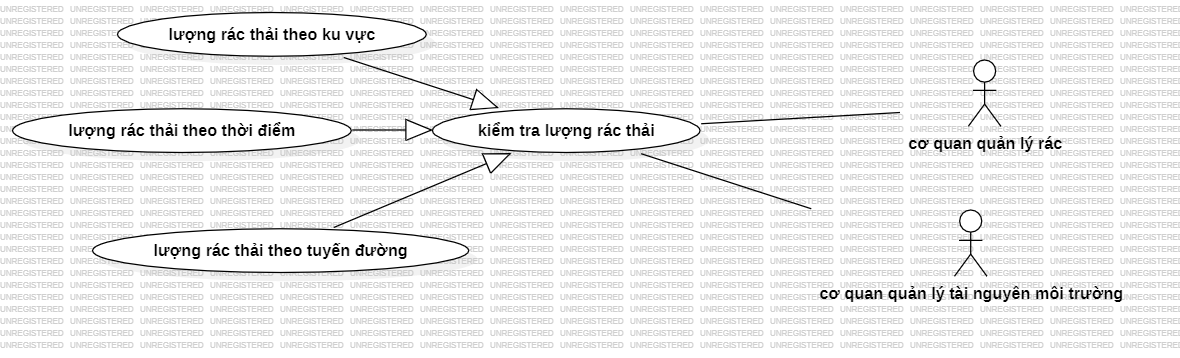 lượng rác thải theo ku vực
lượng rác thải theo thời điểm
kiểm tra lượng rác thải
cơ quan quản lý rác
lượng rác thải theo tuyến đường
cơ quan quản lý tài nguyên môi trường
UNREGISTERED